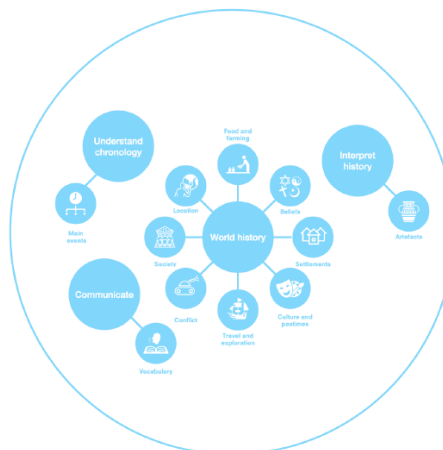 Food and
farming
Understand
chronology
Interpret
history
Location
Beliefs
Main
events
Artefacts
Society
World history
Settlements
Communicate
Conflict
Culture and
pastimes
Travel and
exploration
Vocabulary